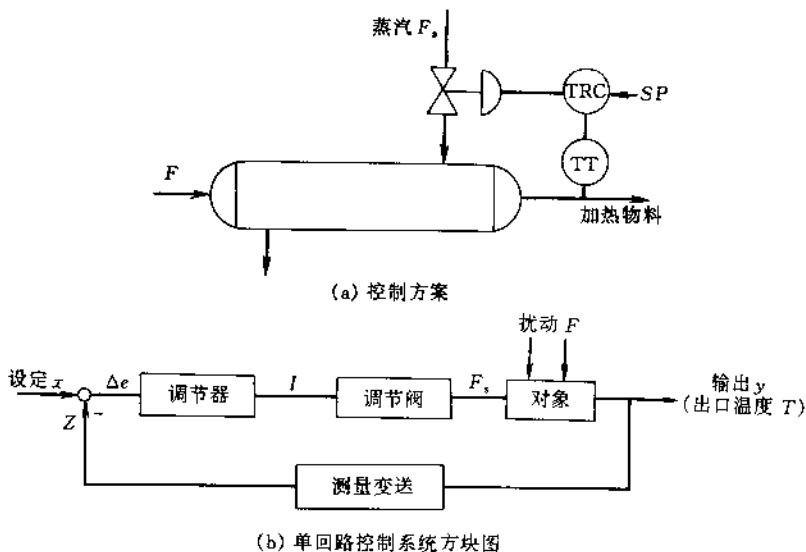 蒸汽 Fs
TRC
SP
TT
F
加热物料
(a) 控制方案
扰动 F
设定 x
Δe
调节器
I
调节阀
Fs
对象
输出 y
(出口温度 T)
Z
−
测量变送
(b) 单回路控制系统方块图